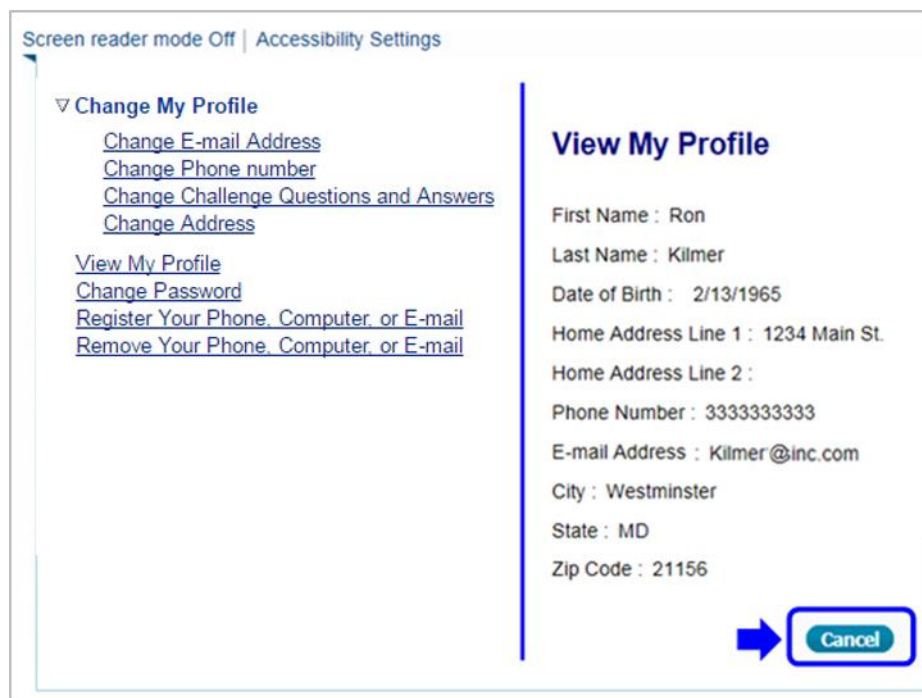 Screen reader mode Off | Accessibility Settings
Change My Profile
Change E-mail Address
Change Phone number
Change Challenge Questions and Answers
Change Address
View My Profile
Change Password
Register Your Phone, Computer, or E-mail
Remove Your Phone, Computer, or E-mail
View My Profile
First Name : Ron
Last Name : Kilmer
Date of Birth : 2/13/1965
Home Address Line 1 : 1234 Main St.
Home Address Line 2 :
Phone Number : 3333333333
E-mail Address : Kilmer@inc.com
City : Westminster
State : MD
Zip Code : 21156
Cancel